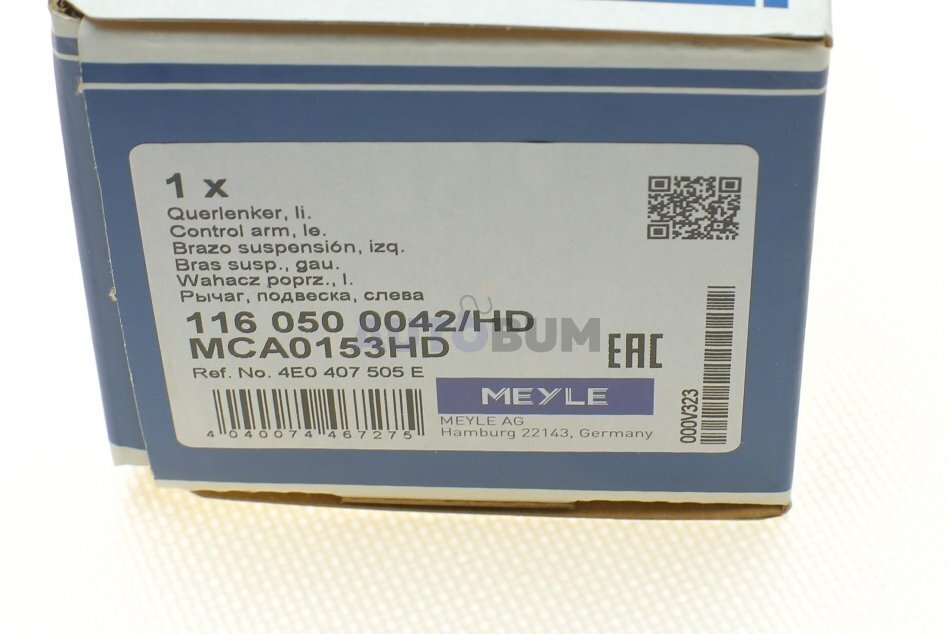 1 x
Querlenker, li.
Control arm, le.
Brazo suspensión, izq.
Bras susp., gau.
Wahacz poprz., l.
Рычаг, подвеска, слева
116 050 0042/HD
MCA0153HD
Ref. No. 4E0 407 505 E
AUTOBUM
EAC
MEYLE
MEYLE AG
Hamburg 22143, Germany
4 040074 467275
000V323